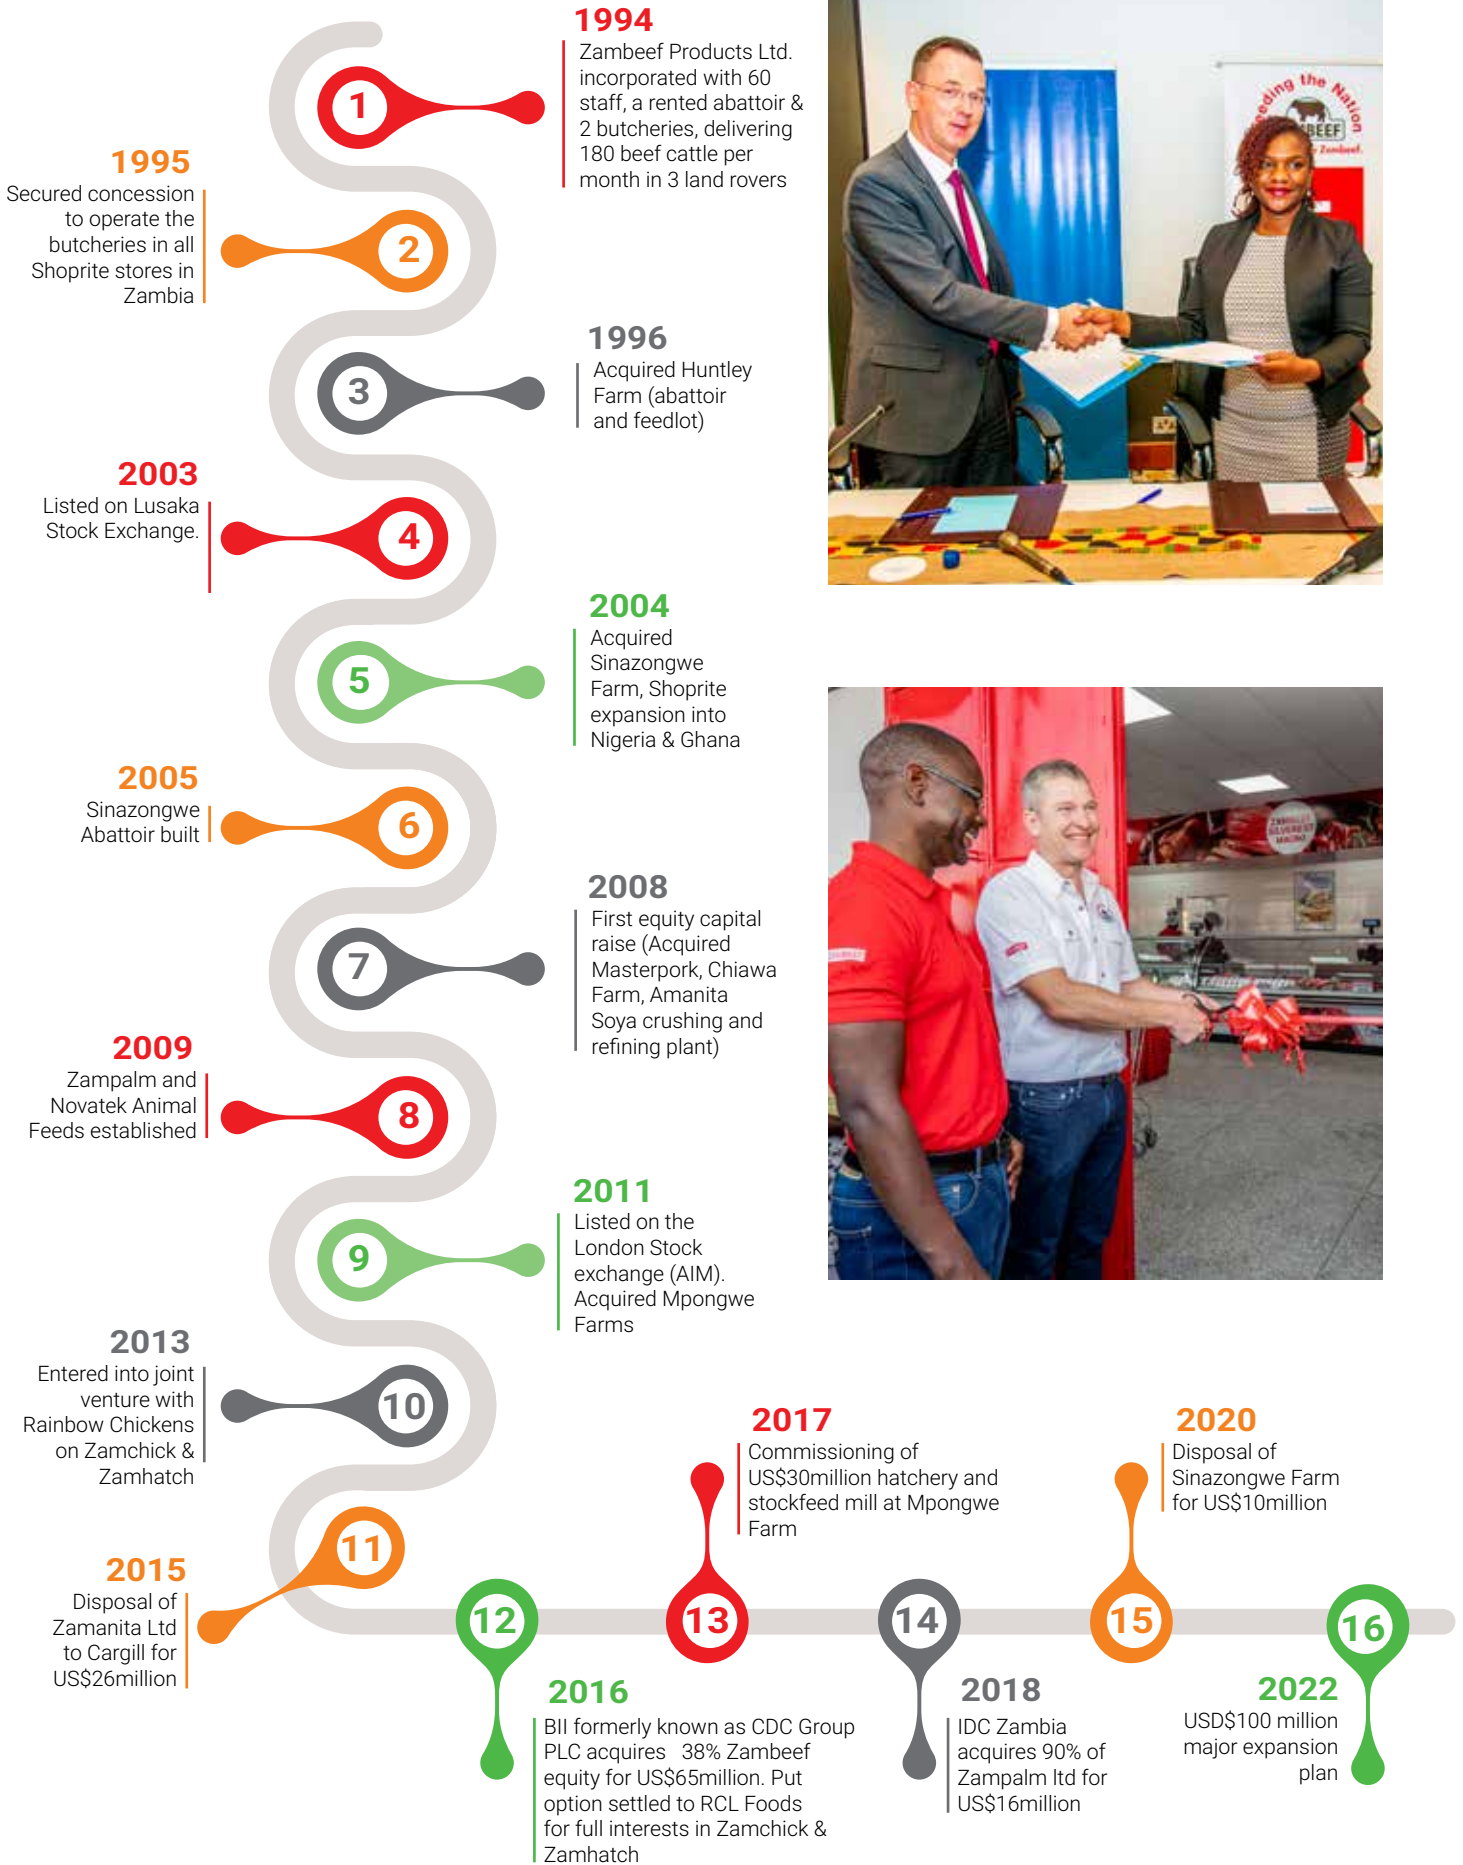 1
1994
Zambeef Products Ltd.
incorporated with 60
staff, a rented abattoir &
2 butcheries, delivering
180 beef cattle per
month in 3 land rovers
1995
Secured concession
to operate the
butcheries in all
Shoprite stores in
Zambia
2
3
1996
Acquired Huntley
Farm (abattoir
and feedlot)
2003
Listed on Lusaka
Stock Exchange.
4
5
2004
Acquired
Sinazongwe
Farm, Shoprite
expansion into
Nigeria & Ghana
2005
Sinazongwe
Abattoir built
6
7
2008
First equity capital
raise (Acquired
Masterpork, Chiawa
Farm, Amanita
Soya crushing and
refining plant)
2009
Zampalm and
Novatek Animal
Feeds established
8
9
2011
Listed on the
London Stock
exchange (AIM).
Acquired Mpongwe
Farms
2013
Entered into joint
venture with
Rainbow Chickens
on Zamchick &
Zamhatch
10
11
2015
Disposal of
Zamanita Ltd
to Cargill for
US$26million
12
2016
BII formerly known as CDC Group
PLC acquires 38% Zambeef
equity for US$65million. Put
option settled to RCL Foods
for full interests in Zamchick &
Zamhatch
2017
Commissioning of
US$30million hatchery and
stockfeed mill at Mpongwe
Farm
13
14
2018
IDC Zambia
acquires 90% of
Zampalm ltd for
US$16million
2020
Disposal of
Sinazongwe Farm
for US$10million
15
16
2022
USD$100 million
major expansion
plan
eding the Nation
BEEF
Zambeef.